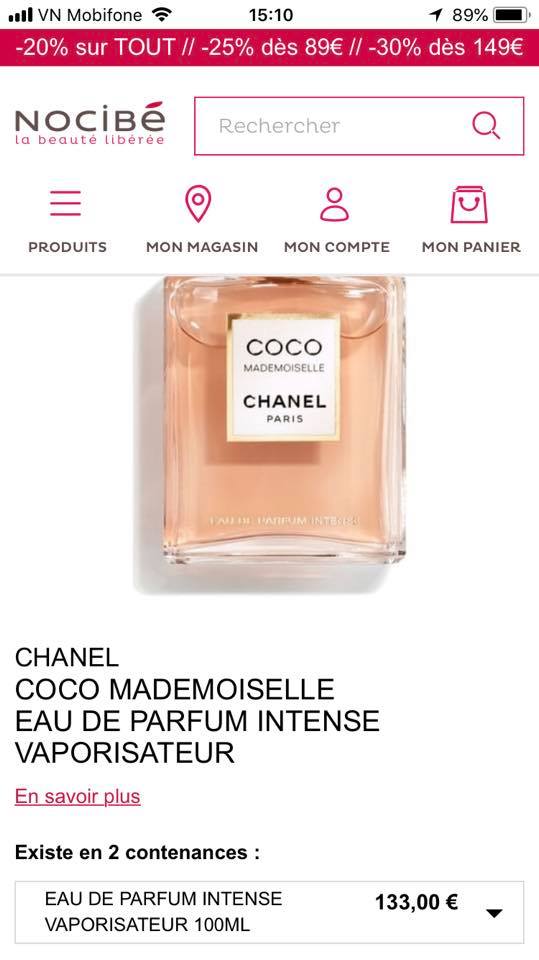 VN Mobifone
15:10
89%
-20% sur TOUT // -25% dès 89€ // -30% dès 149€
NOCIBÉ
la beauté libérée
Rechercher
PRODUITS
MON MAGASIN
MON COMPTE
MON PANIER
COCO
MADEMOISELLE
CHANEL
PARIS
EAU DE PARFUM INTENSE
CHANEL
COCO MADEMOISELLE
EAU DE PARFUM INTENSE
VAPORISATEUR
En savoir plus
Existe en 2 contenances :
EAU DE PARFUM INTENSE
VAPORISATEUR 100ML
133,00 €